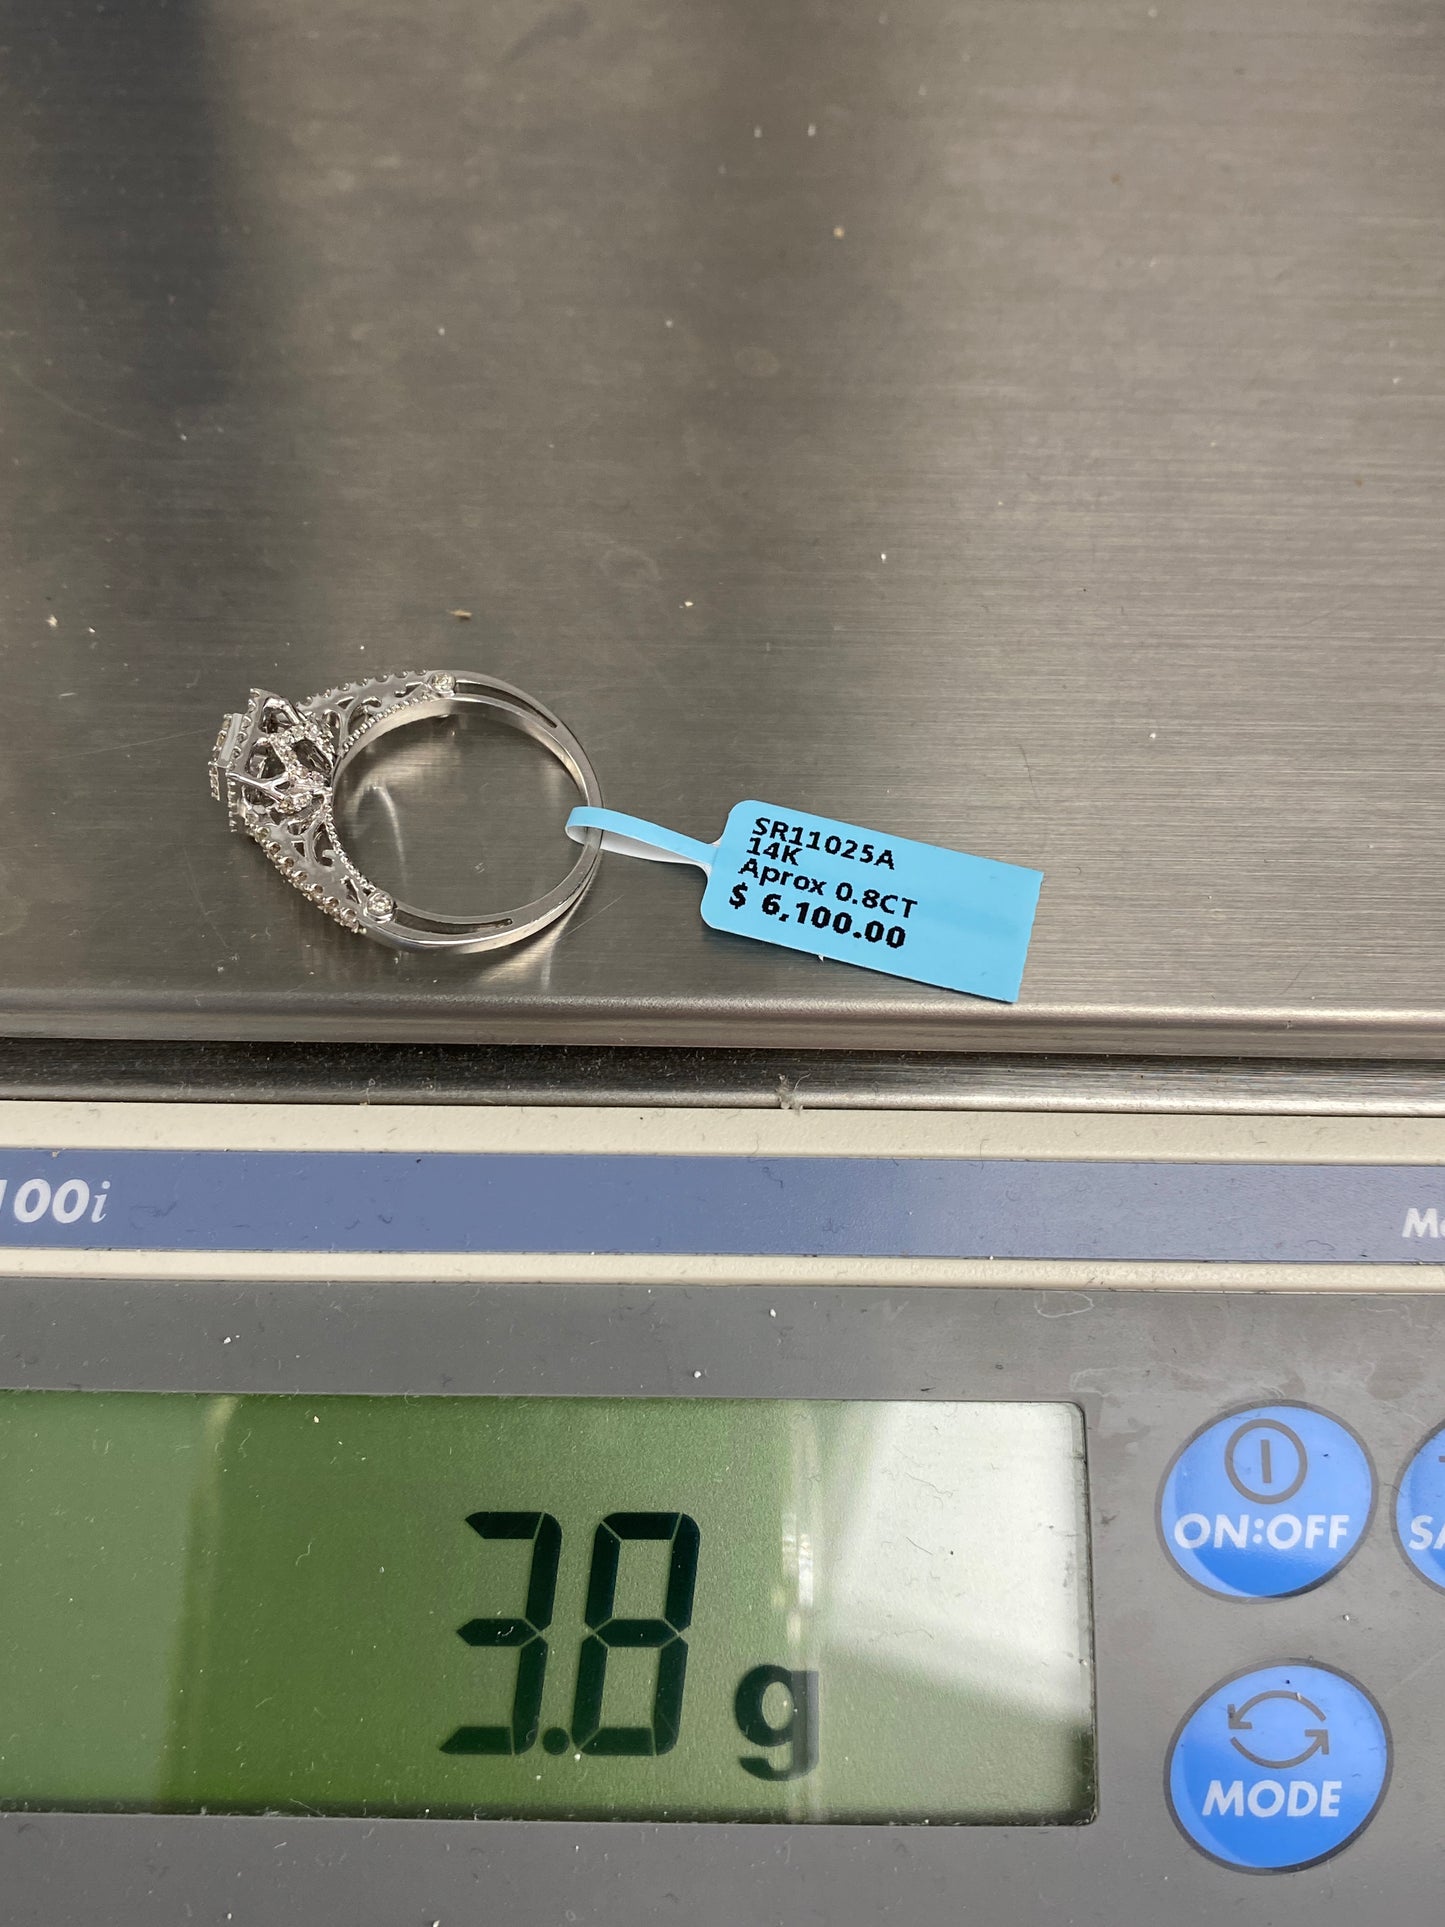 SR11025A
14K
Aprox 0.8CT
$ 6,100.00
100i
3.8 g
ON:OFF
MODE